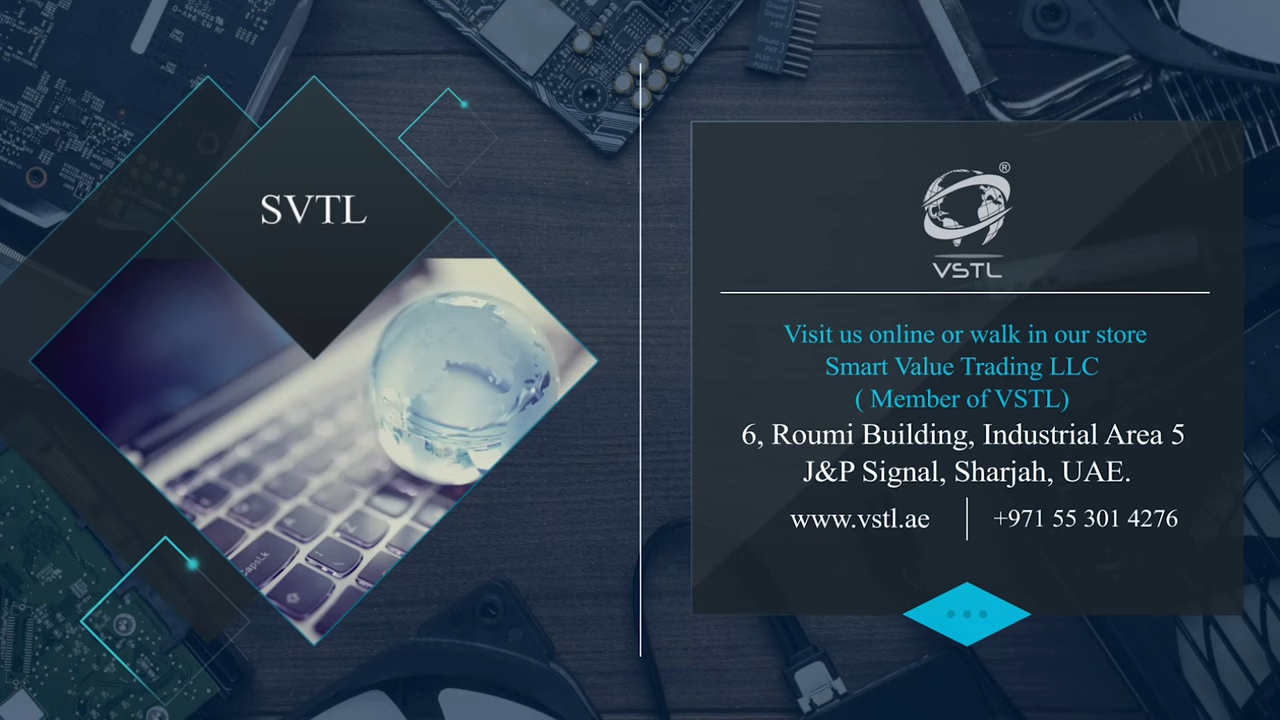 SVTL
®
VSTL
Visit us online or walk in our store
Smart Value Trading LLC
( Member of VSTL)
6, Roumi Building, Industrial Area 5
J&P Signal, Sharjah, UAE.
www.vstl.ae
+971 55 301 4276
CapsLk